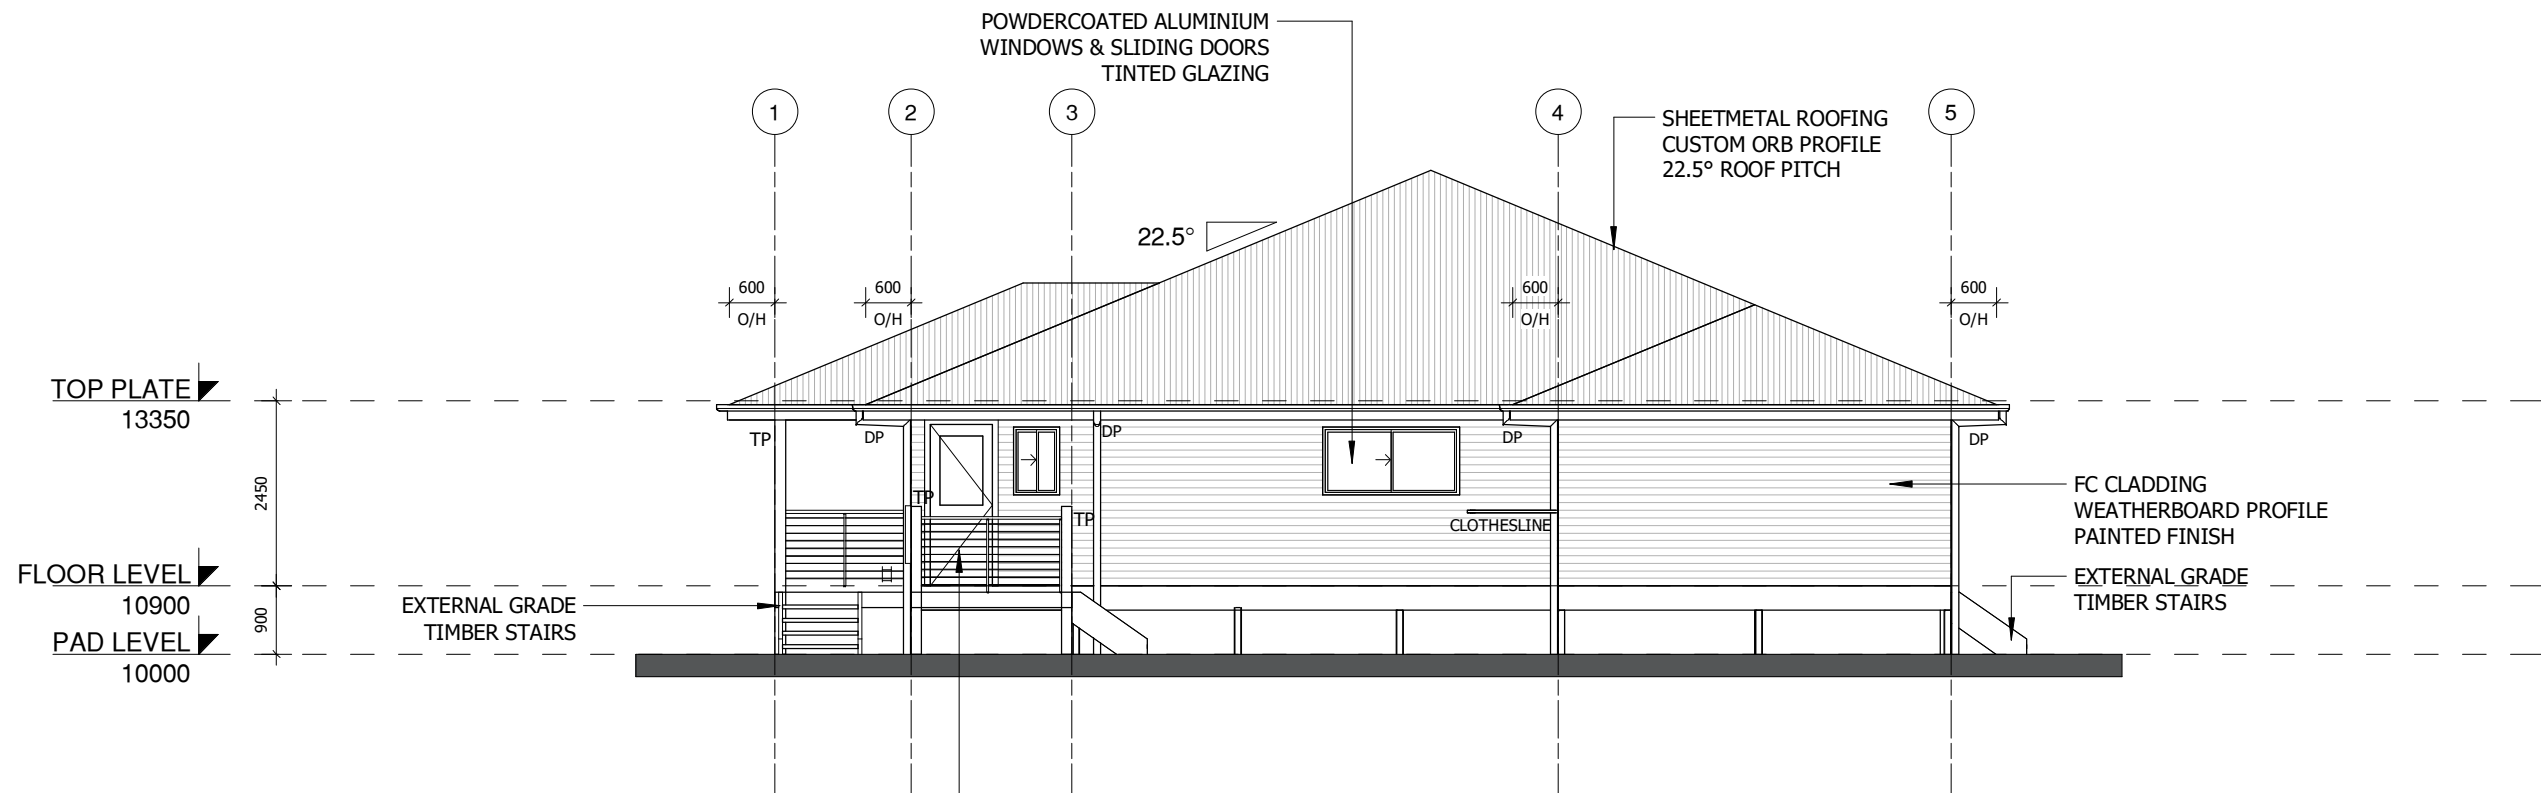 POWDERCOATED ALUMINIUM
WINDOWS & SLIDING DOORS
TINTED GLAZING
1
2
3
4
5
SHEETMETAL ROOFING
CUSTOM ORB PROFILE
22.5° ROOF PITCH
22.5°
600
O/H
600
O/H
600
O/H
600
O/H
TOP PLATE
13350
TP
DP
DP
DP
DP
2450
TP
TP
CLOTHESLINE
FC CLADDING
WEATHERBOARD PROFILE
PAINTED FINISH
FLOOR LEVEL
10900
900
EXTERNAL GRADE
TIMBER STAIRS
EXTERNAL GRADE
TIMBER STAIRS
PAD LEVEL
10000